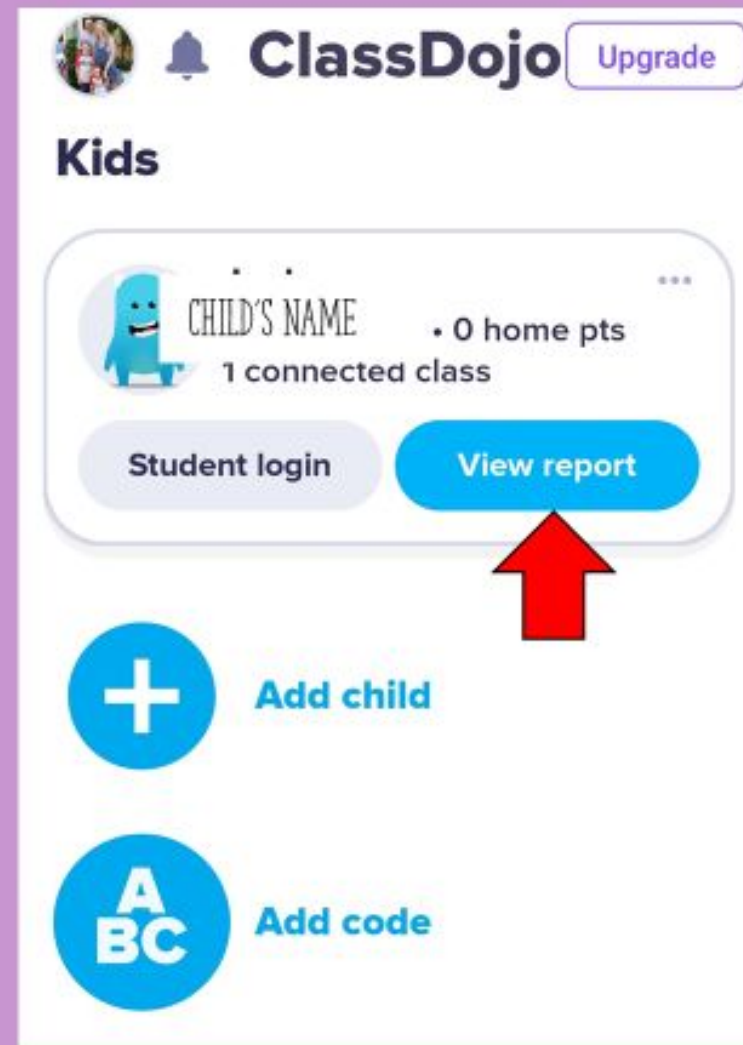 ClassDojo Upgrade
Kids
CHILD'S NAME • 0 home pts
1 connected class
Student login View report
Add child
A
BC
Add code